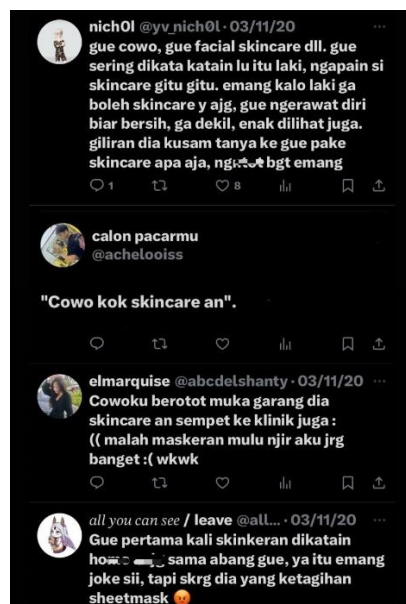 nichØl @yv_nichØl · 03/11/20
gue cowo, gue facial skincare dll. gue
sering dikata katain lu itu laki, ngapain si
skincare gitu gitu. emang kalo laki ga
boleh skincare y ajg, gue ngerawat diri
biar bersih, ga dekil, enak dilihat juga.
giliran dia kusam tanya ke gue pake
skincare apa aja, bgt emang
1 8
calon pacarmu
@achelooiss
"Cowo kok skincare an".
elmarquise @abcdelshanty · 03/11/20
Cowoku berotot muka garang dia
skincare an sempet ke klinik juga :
(( malah maskeran mulu njir aku jrg
banget :( wkwk
all you can see / leave @all... · 03/11/20
Gue pertama kali skinkeran dikatain
sama abang gue, ya itu emang
joke sii, tapi skrg dia yang ketagihan
sheetmask 😡